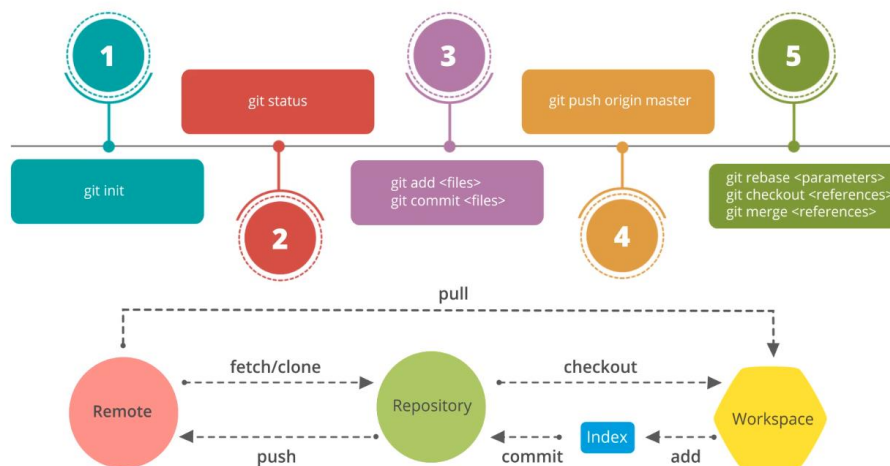 1
git init
git status
2
3
git add <files>
git commit <files>
git push origin master
4
5
git rebase <parameters>
git checkout <references>
git merge <references>
pull
fetch/clone
checkout
Remote
Repository
Workspace
Index
push
commit
add